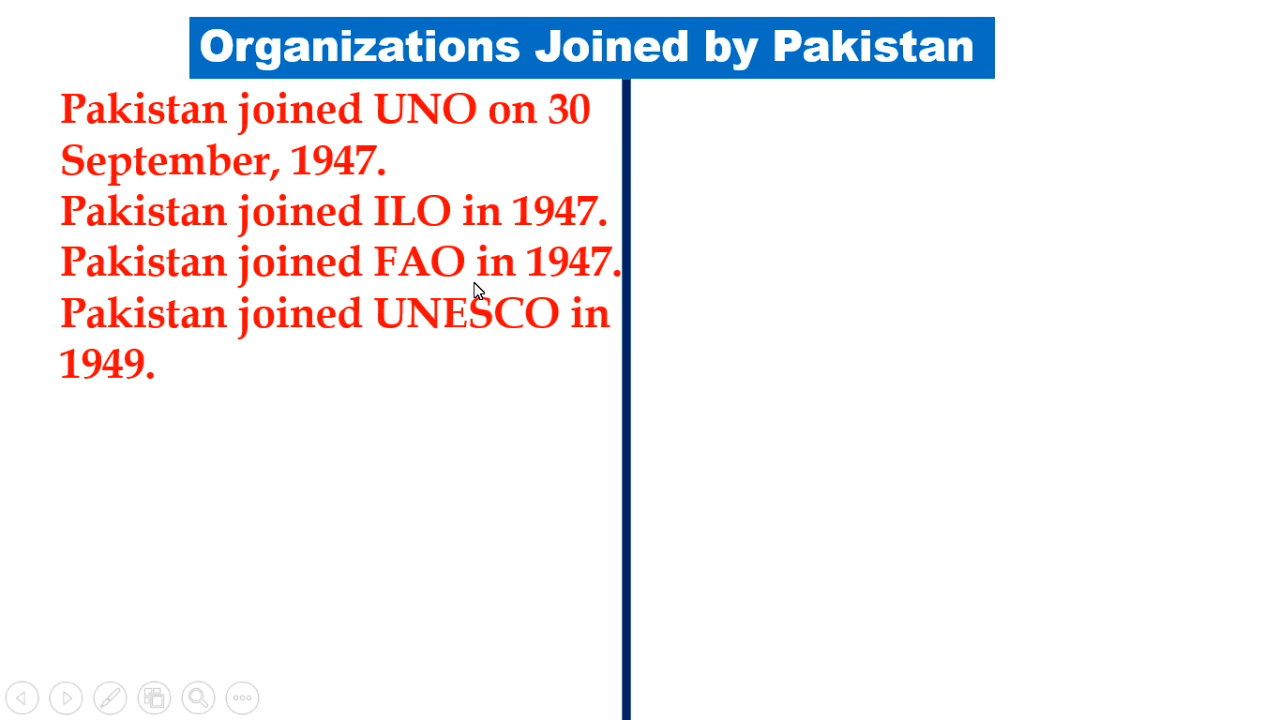 Organizations Joined by Pakistan
Pakistan joined UNO on 30
September, 1947.
Pakistan joined ILO in 1947.
Pakistan joined FAO in 1947.
Pakistan joined UNESCO in
1949.